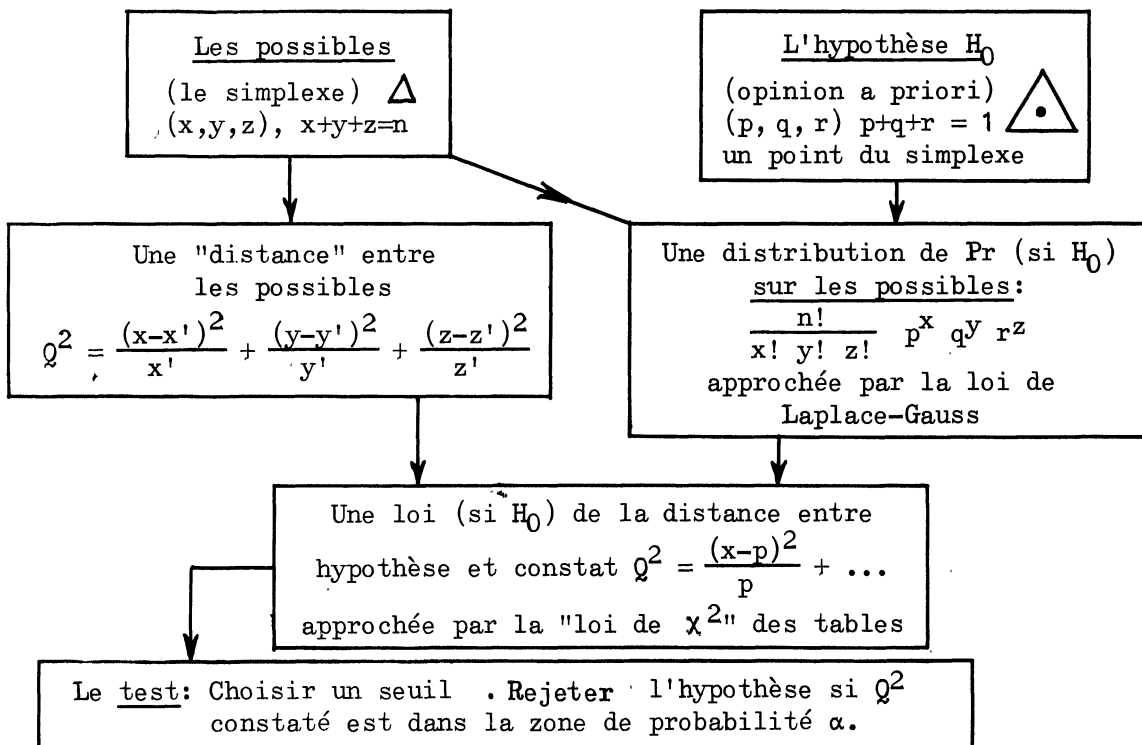 Les possibles
(le simplexe) Δ
(x,y,z), x+y+z=n
L'hypothèse H₀
(opinion a priori)
(p, q, r) p+q+r = 1
un point du simplexe
Une "distance" entre
les possibles
Q² = (x-x')²/x' + (y-y')²/y' + (z-z')²/z'
Une distribution de Pr (si H₀)
sur les possibles:
n!/(x! y! z!) pˣ qʸ rᶻ
approchée par la loi de
Laplace-Gauss
Une loi (si H₀) de la distance entre
hypothèse et constat Q² = (x-p)²/p + ...
approchée par la "loi de χ²" des tables
Le test: Choisir un seuil . Rejeter l'hypothèse si Q²
constaté est dans la zone de probabilité α.